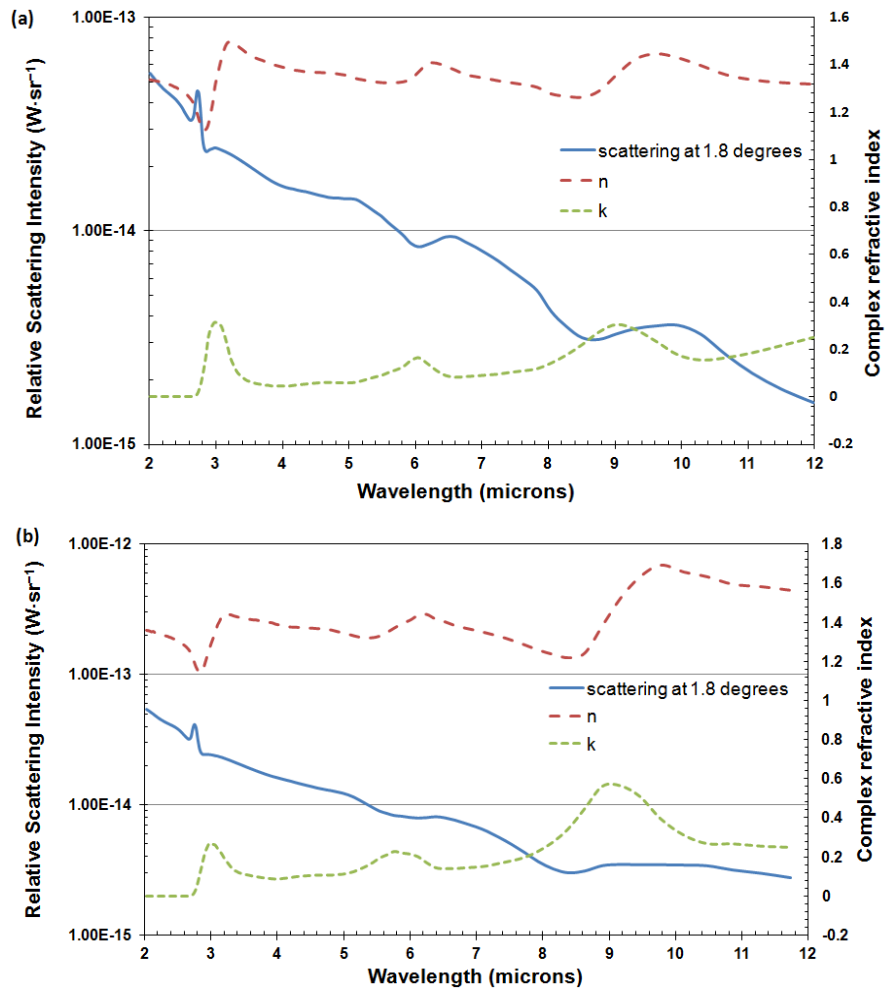 (a)
1.00E-13
1.00E-14
1.00E-15
Relative Scattering Intensity (W·sr⁻¹)
1.6
1.4
1.2
1
0.8
0.6
0.4
0.2
0
-0.2
Complex refractive index
scattering at 1.8 degrees
n
k
2 3 4 5 6 7 8 9 10 11 12
Wavelength (microns)
(b)
1.00E-12
1.00E-13
1.00E-14
1.00E-15
Relative Scattering Intensity (W·sr⁻¹)
1.8
1.6
1.4
1.2
1
0.8
0.6
0.4
0.2
0
-0.2
Complex refractive index
scattering at 1.8 degrees
n
k
2 3 4 5 6 7 8 9 10 11 12
Wavelength (microns)